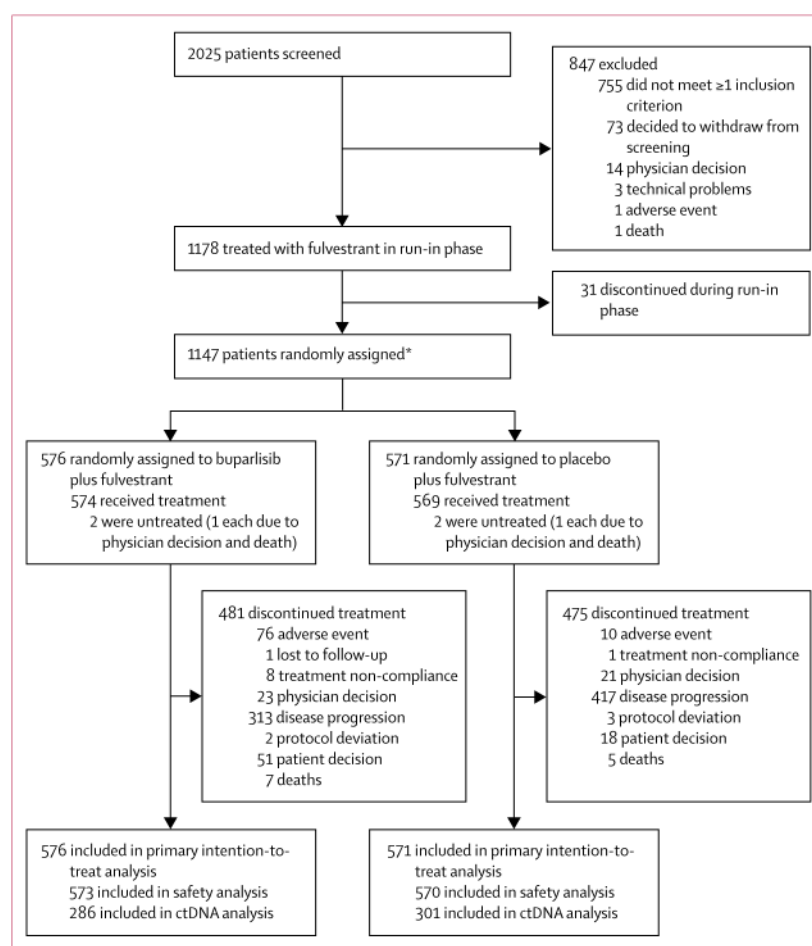 2025 patients screened
847 excluded
755 did not meet ≥1 inclusion
criterion
73 decided to withdraw from
screening
14 physician decision
3 technical problems
1 adverse event
1 death
1178 treated with fulvestrant in run-in phase
31 discontinued during run-in
phase
1147 patients randomly assigned*
576 randomly assigned to buparlisib
plus fulvestrant
574 received treatment
2 were untreated (1 each due to
physician decision and death)
571 randomly assigned to placebo
plus fulvestrant
569 received treatment
2 were untreated (1 each due to
physician decision and death)
481 discontinued treatment
76 adverse event
1 lost to follow-up
8 treatment non-compliance
23 physician decision
313 disease progression
2 protocol deviation
51 patient decision
7 deaths
475 discontinued treatment
10 adverse event
1 treatment non-compliance
21 physician decision
417 disease progression
3 protocol deviation
18 patient decision
5 deaths
576 included in primary intention-to-
treat analysis
573 included in safety analysis
286 included in ctDNA analysis
571 included in primary intention-to-
treat analysis
570 included in safety analysis
301 included in ctDNA analysis